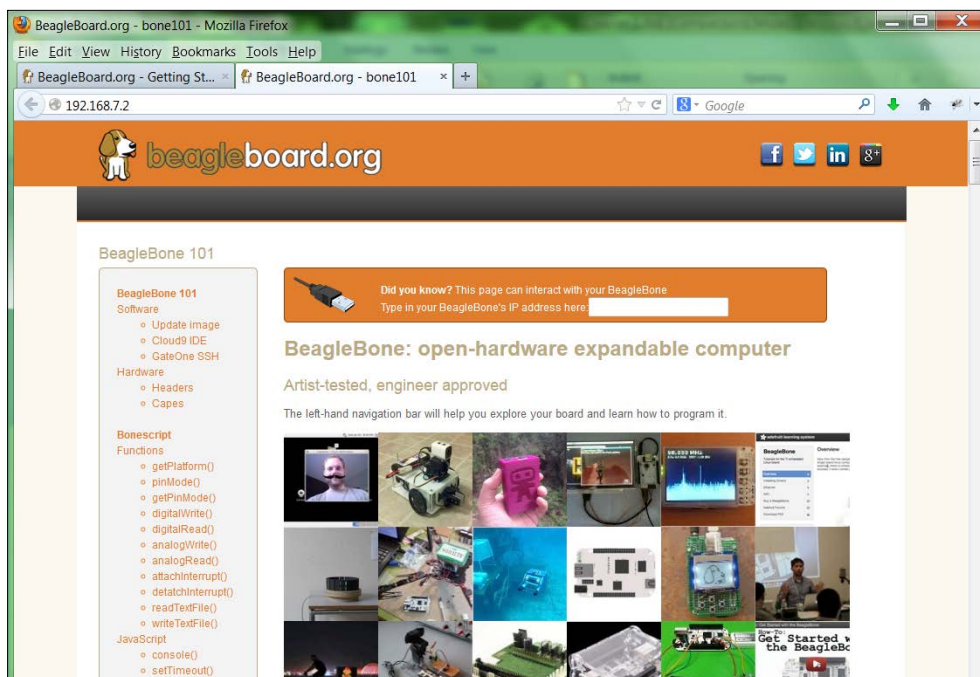 BeagleBoard.org - bone101 - Mozilla Firefox
File Edit View History Bookmarks Tools Help
BeagleBoard.org - Getting St... × BeagleBoard.org - bone101 × +
192.168.7.2 Google
beagleboard.org
BeagleBone 101
BeagleBone 101
Software
Update image
Cloud9 IDE
GateOne SSH
Hardware
Headers
Capes
Bonescript
Functions
getPlatform()
pinMode()
getPinMode()
digitalWrite()
digitalRead()
analogWrite()
analogRead()
attachInterrupt()
detatchInterrupt()
readTextFile()
writeTextFile()
JavaScript
console()
setTimeout()
Did you know? This page can interact with your BeagleBone
Type in your BeagleBone's IP address here:
BeagleBone: open-hardware expandable computer
Artist-tested, engineer approved
The left-hand navigation bar will help you explore your board and learn how to program it.
BeagleBone
Overview
How-To:
Get Started w
the BeagleBo